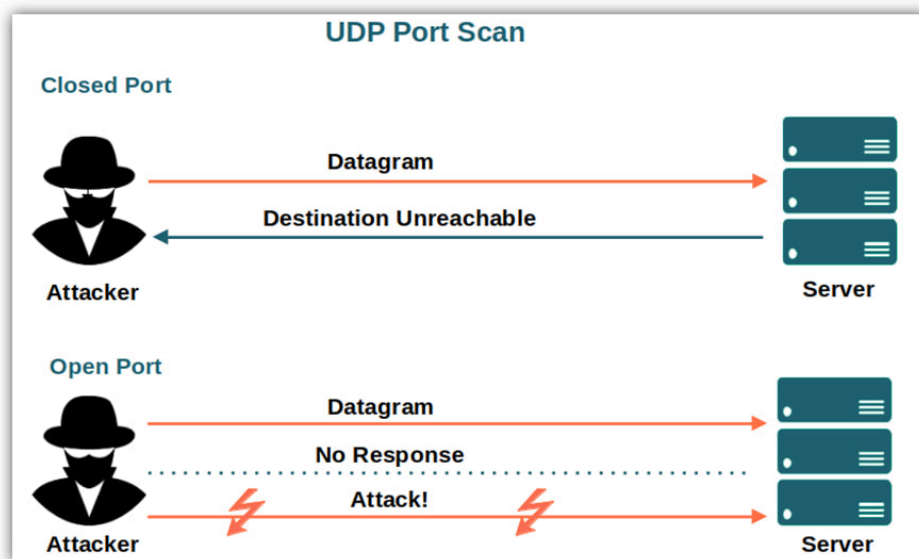 UDP Port Scan
Closed Port
Datagram
Destination Unreachable
Attacker
Server
Open Port
Datagram
No Response
Attack!
Attacker
Server